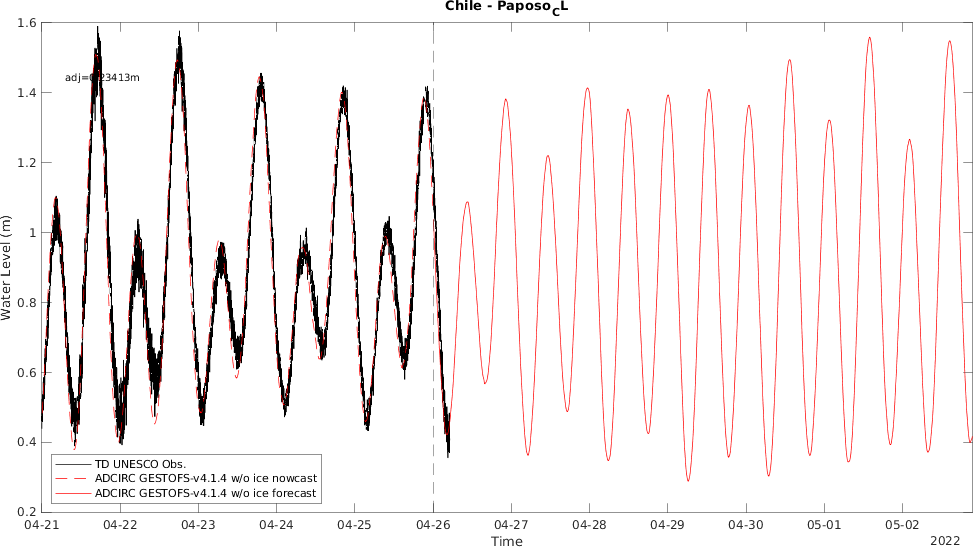 Chile - Paposo_CL
1.6
adj=0.23413m
1.4
1.2
1
0.8
0.6
0.4
0.2
Water Level (m)
TD UNESCO Obs.
ADCIRC GESTOFS-v4.1.4 w/o ice nowcast
ADCIRC GESTOFS-v4.1.4 w/o ice forecast
04-21 04-22 04-23 04-24 04-25 04-26 04-27 04-28 04-29 04-30 05-01 05-02
Time
2022